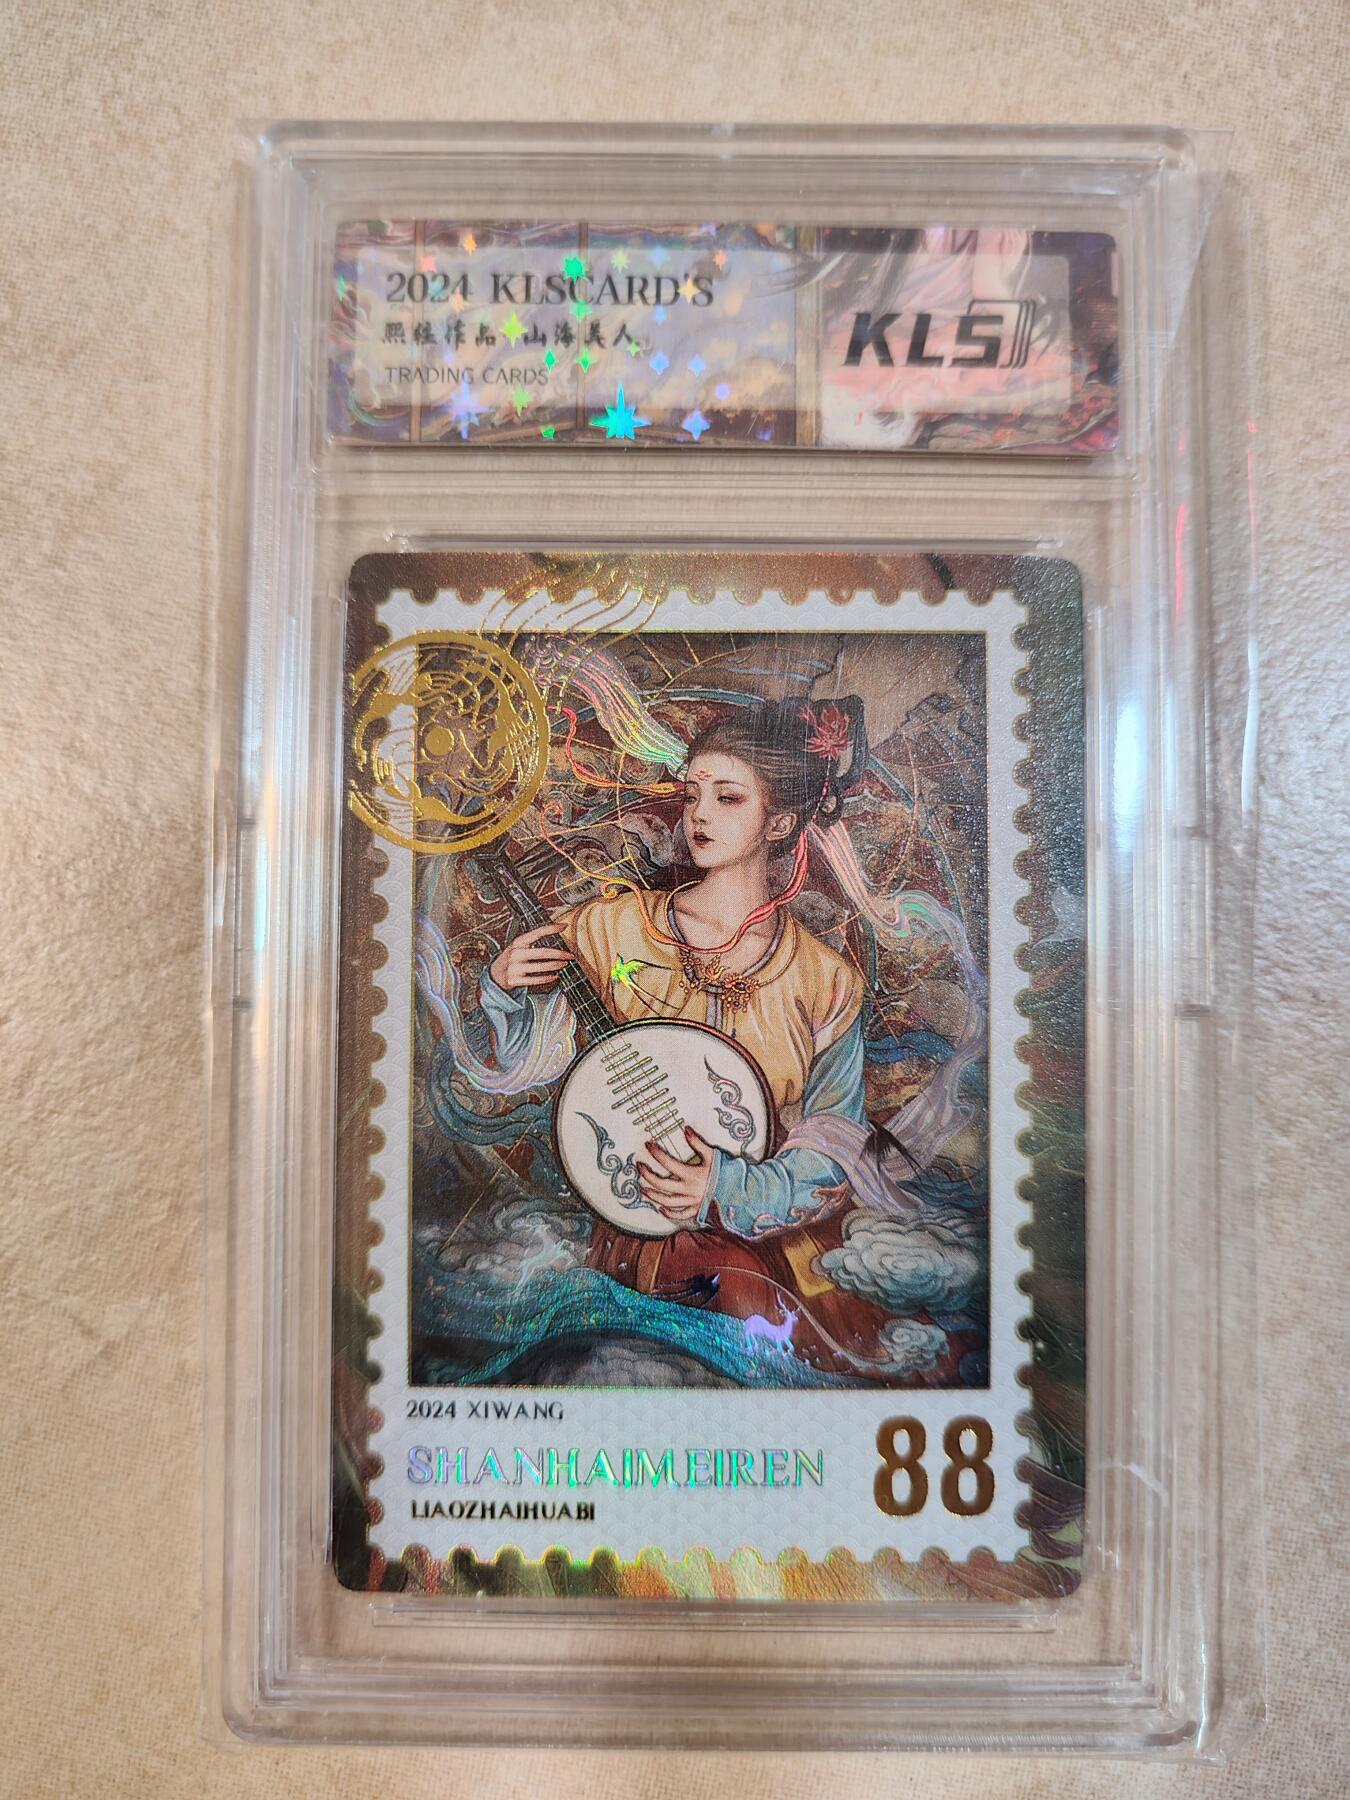 2024 KLSCARD'S
熙往作品 山海美人
TRADING CARDS
KLS
2024 XIWANG
SHANHAIMEIREN
LIAOZHAIHUABI
88